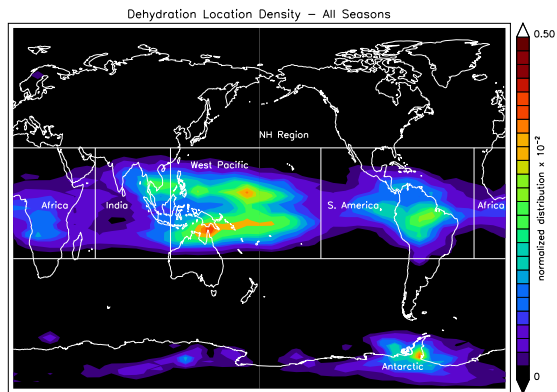 Dehydration Location Density – All Seasons
0.50
NH Region
West Pacific
Africa
India
S. America
Africa
normalized distribution x 10⁻²
Antarctic
0